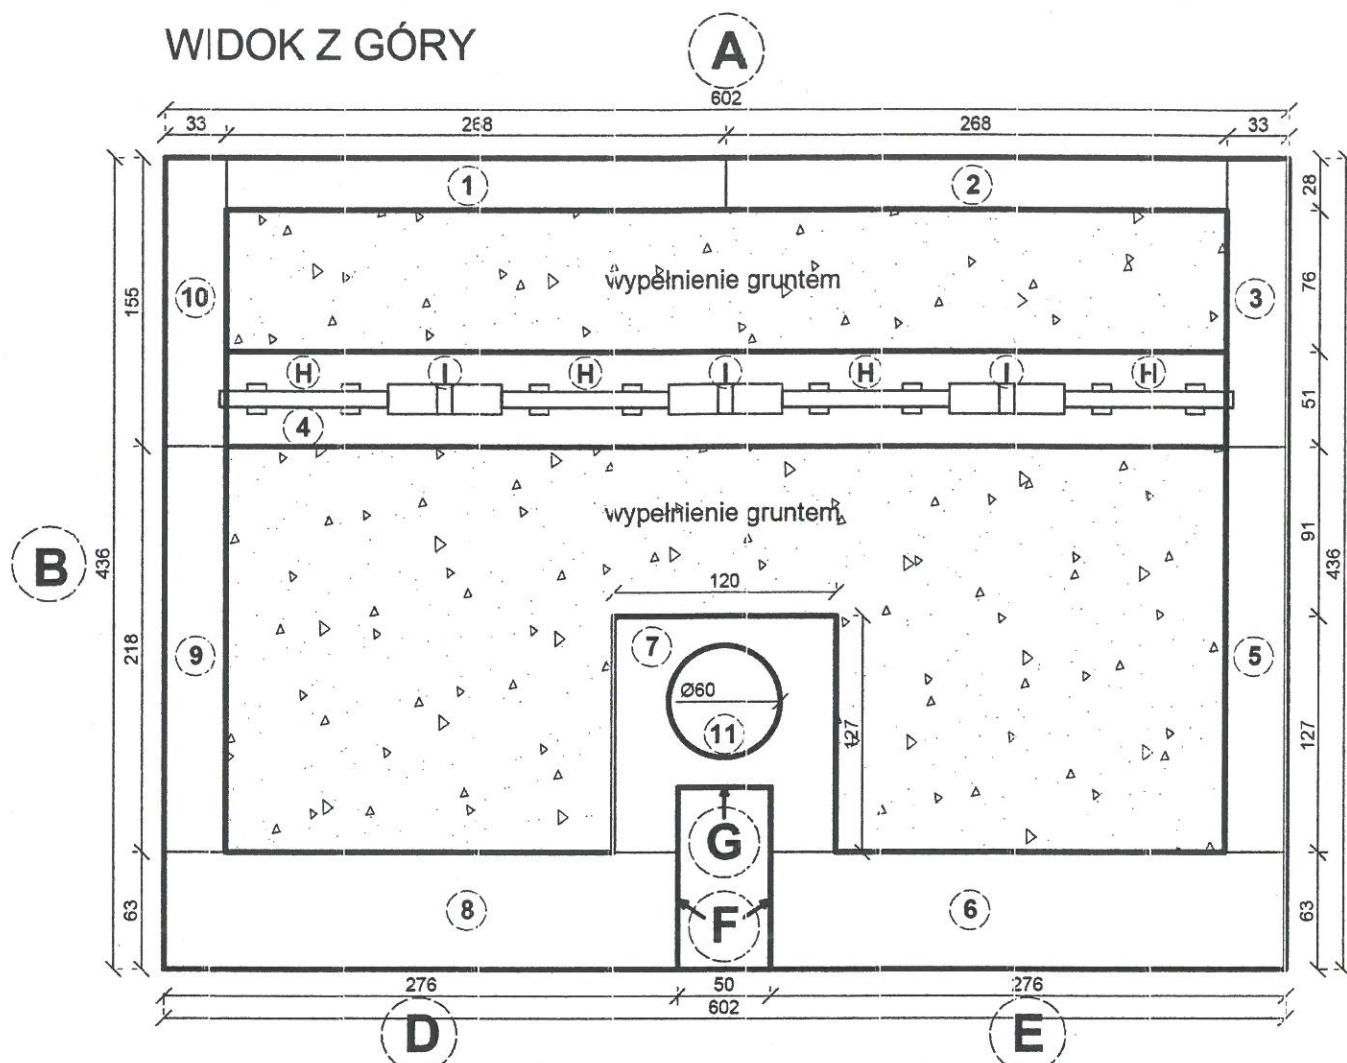 WIDOK Z GÓRY
A
602
33 268 268 33
1 2
28
10 155 wypełnienie gruntem 76 3
H I H I H I H
4
51
B 436 wypełnienie gruntem 91 436
120
218 9 7 5
Ø60
11 127 127
G
63 8 F 6 63
276 50 276
602
D E